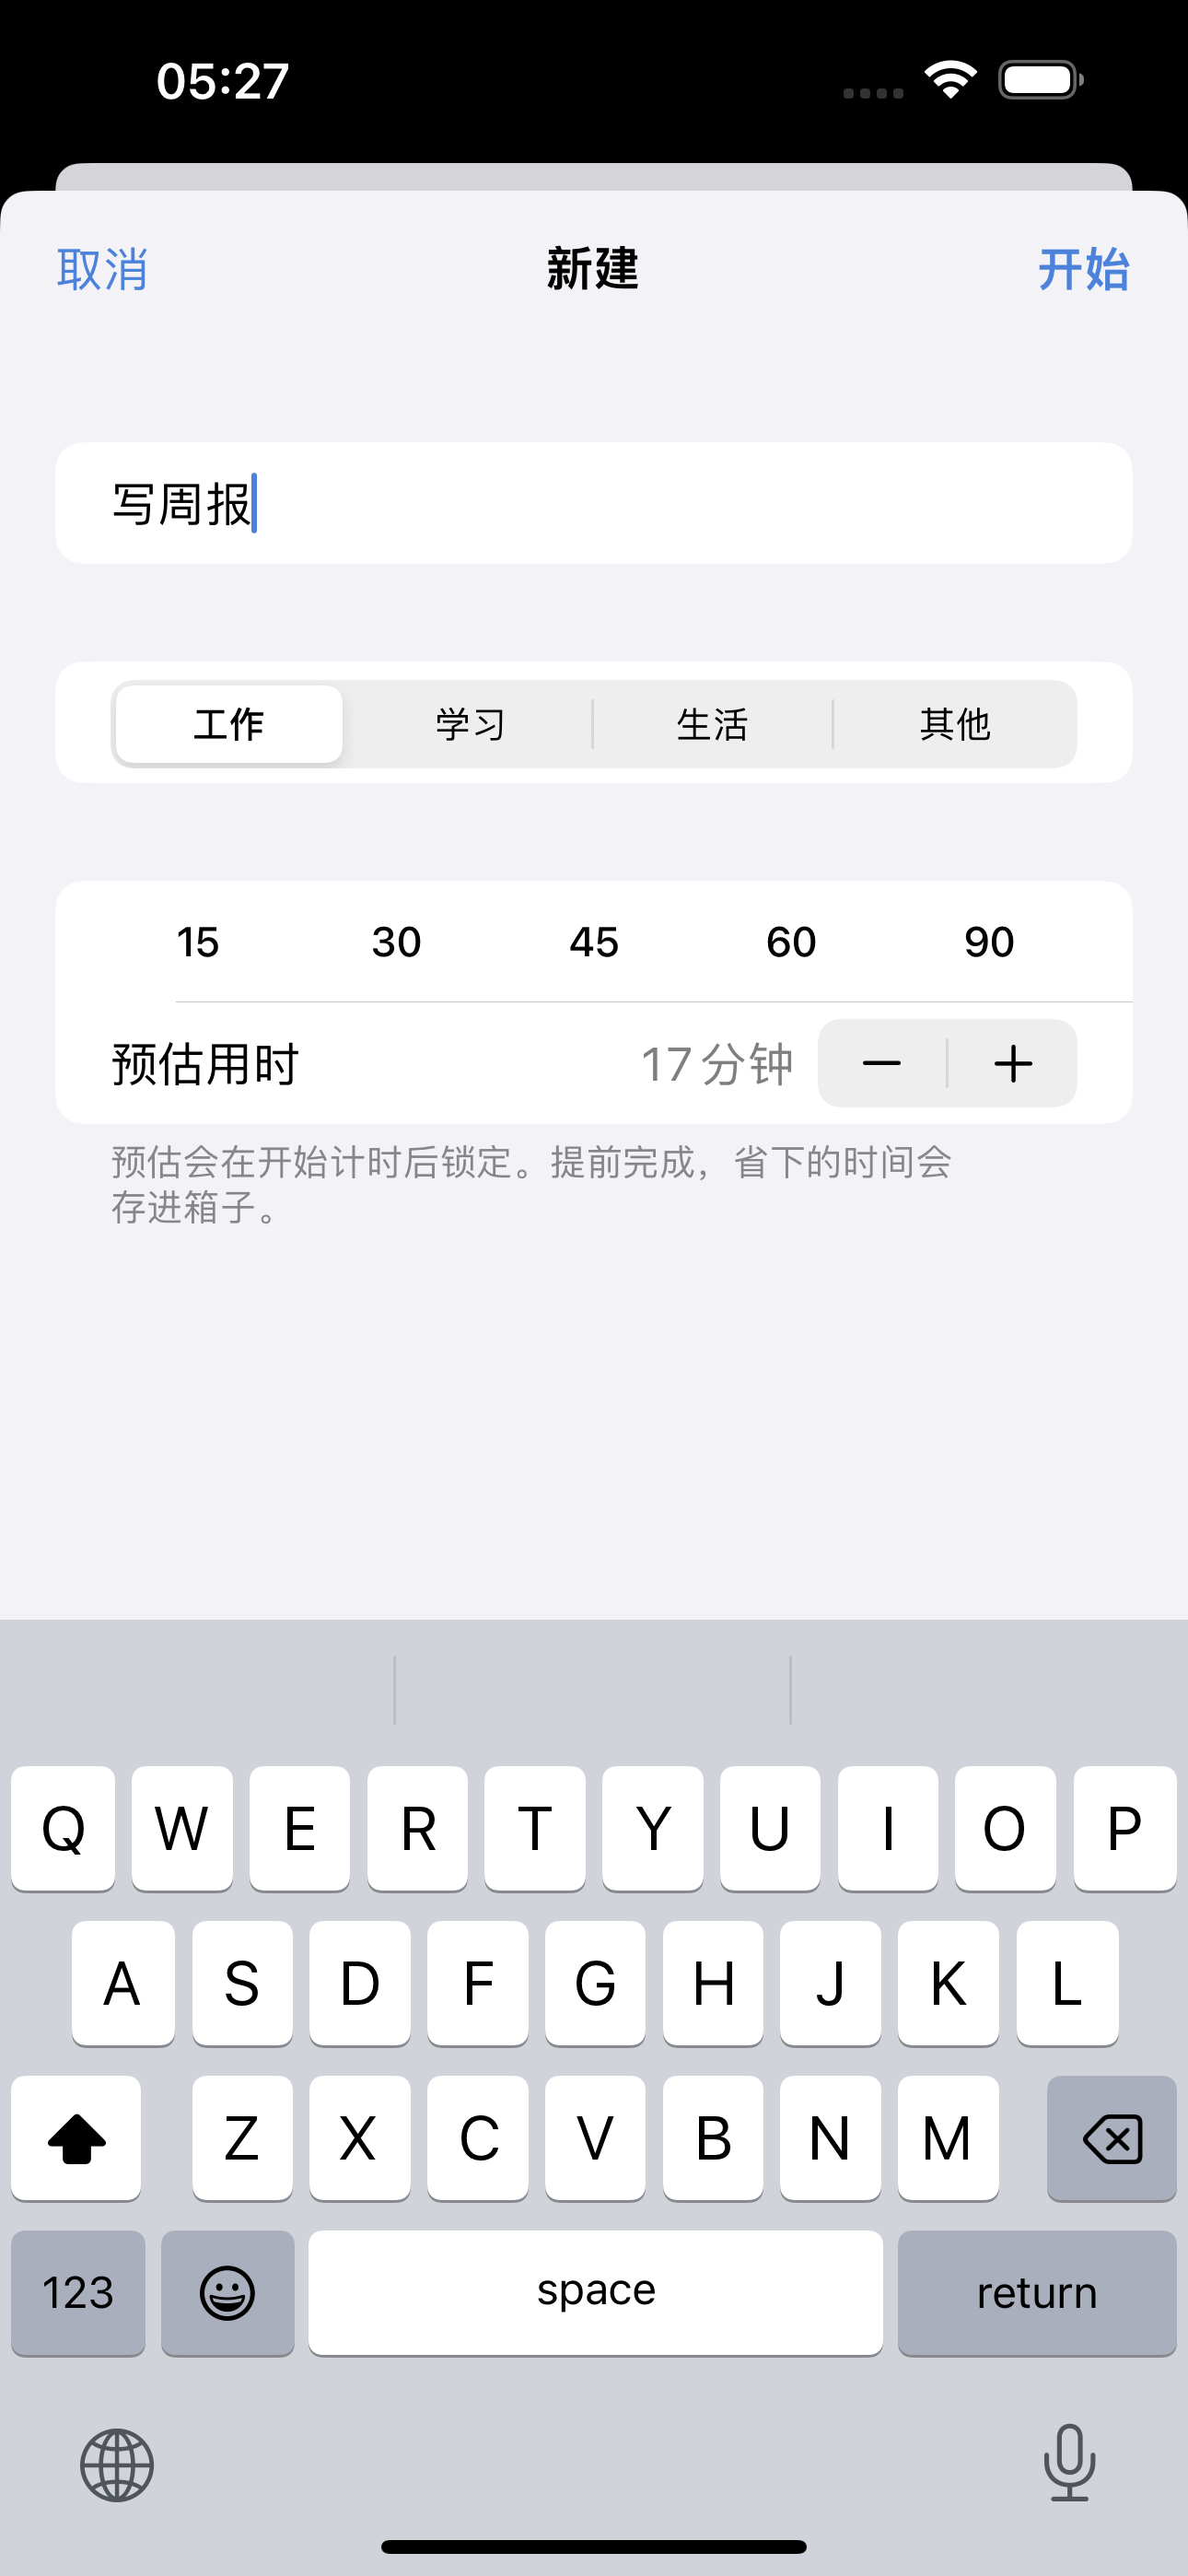 05:27
取消 新建 开始
写周报
工作 学习 生活 其他
15 30 45 60 90
预估用时 17 分钟
预估会在开始计时后锁定。提前完成，省下的时间会
存进箱子。
Q W E R T Y U I O P
A S D F G H J K L
Z X C V B N M
123 space return